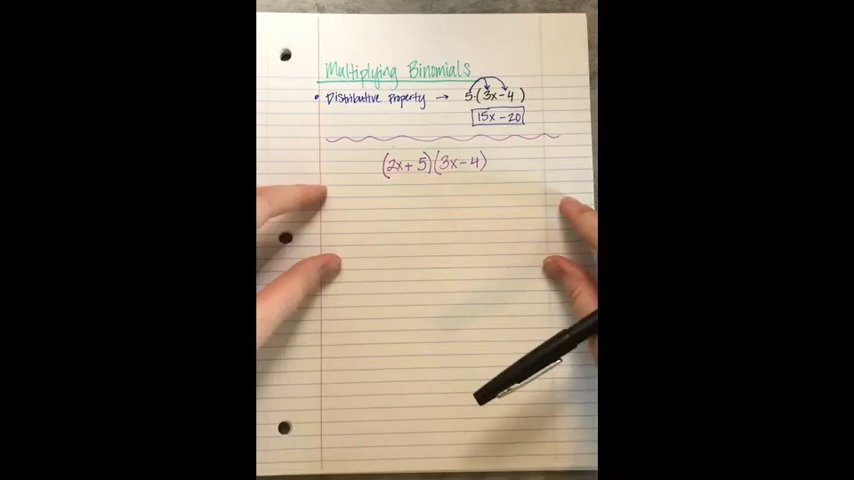 Multiplying Binomials
• Distributive Property → 5·(3x-4)
15x-20
(2x+5)(3x-4)